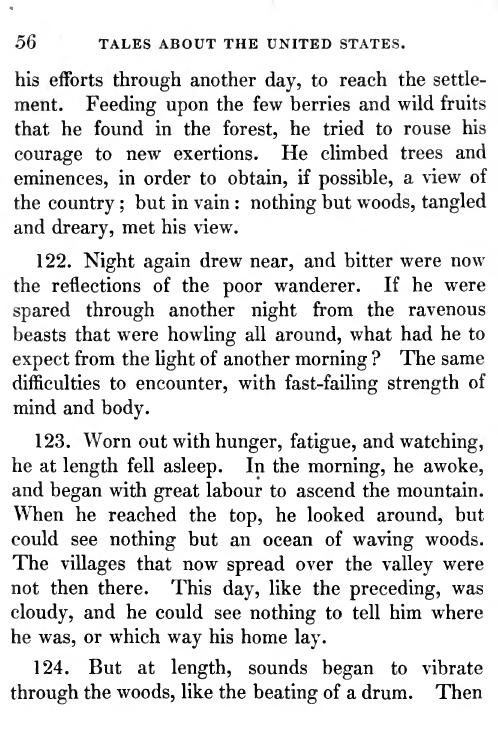 56 TALES ABOUT THE UNITED STATES.
his efforts through another day, to reach the settle-
ment. Feeding upon the few berries and wild fruits
that he found in the forest, he tried to rouse his
courage to new exertions. He climbed trees and
eminences, in order to obtain, if possible, a view of
the country; but in vain: nothing but woods, tangled
and dreary, met his view.
122. Night again drew near, and bitter were now
the reflections of the poor wanderer. If he were
spared through another night from the ravenous
beasts that were howling all around, what had he to
expect from the light of another morning? The same
difficulties to encounter, with fast-failing strength of
mind and body.
123. Worn out with hunger, fatigue, and watching,
he at length fell asleep. In the morning, he awoke,
and began with great labour to ascend the mountain.
When he reached the top, he looked around, but
could see nothing but an ocean of waving woods.
The villages that now spread over the valley were
not then there. This day, like the preceding, was
cloudy, and he could see nothing to tell him where
he was, or which way his home lay.
124. But at length, sounds began to vibrate
through the woods, like the beating of a drum. Then